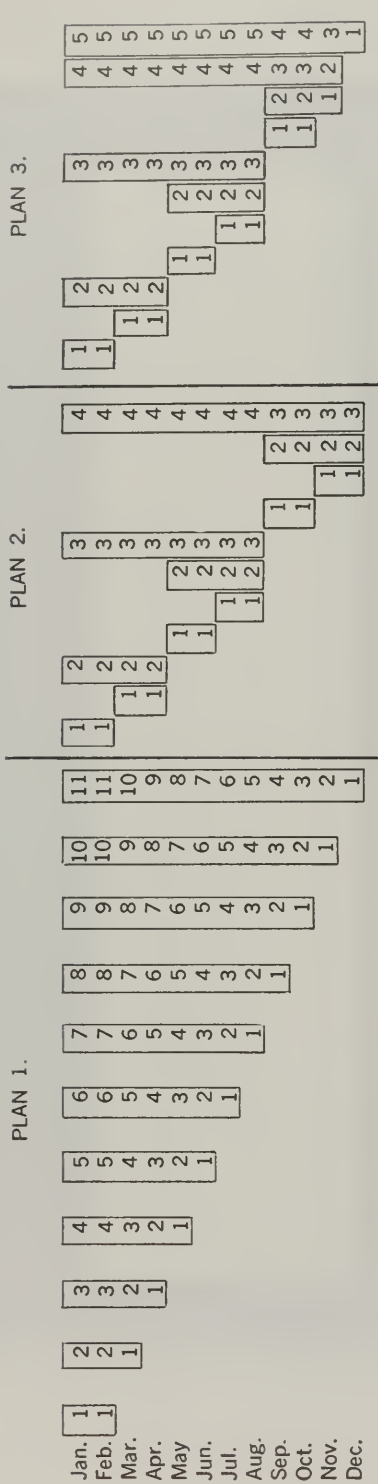 PLAN 1. PLAN 2. PLAN 3.
Jan. 1 2 3 4 5 6 7 8 9 10 11 1 2 3 4 1 2 3 4 5
Feb. 1 2 3 4 5 6 7 8 9 10 11 1 2 3 4 1 2 3 4 5
Mar. 1 2 3 4 5 6 7 8 9 10 1 2 3 4 1 2 3 4 5
Apr. 1 2 3 4 5 6 7 8 9 1 2 3 4 1 2 3 4 5
May 1 2 3 4 5 6 7 8 1 2 3 4 1 2 3 4 5
Jun. 1 2 3 4 5 6 7 1 2 3 4 1 2 3 4 5
Jul. 1 2 3 4 5 6 1 2 3 4 1 2 3 4 5
Aug. 1 2 3 4 5 1 2 3 4 1 2 3 4 5
Sep. 1 2 3 4 1 2 3 1 2 3 4
Oct. 1 2 3 1 2 3 1 2 3 4
Nov. 1 2 1 2 3 1 2 3
Dec. 1 1 2 3 1